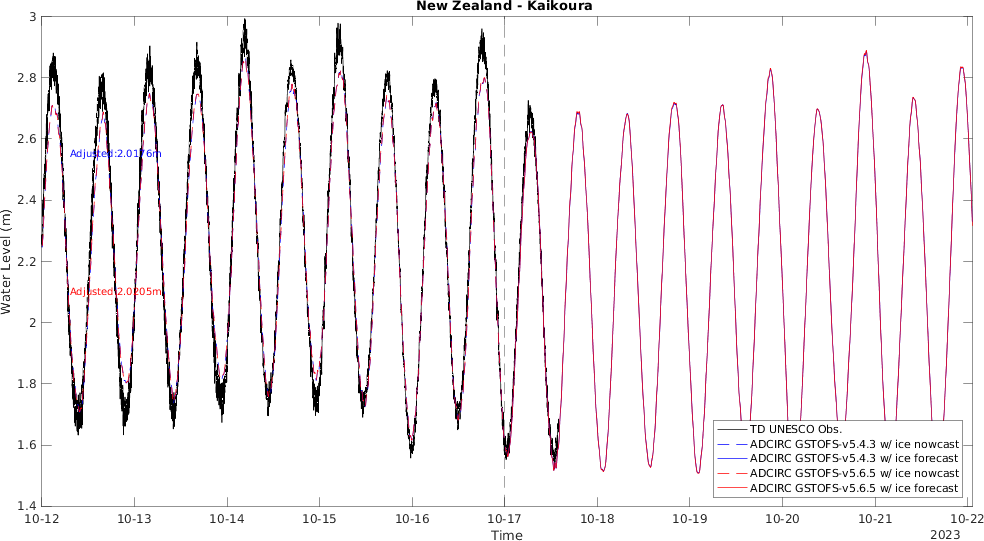 New Zealand - Kaikoura
3
2.8
2.6
Adjusted:2.0176m
2.4
2.2
Water Level (m)
Adjusted:2.0205m
2
1.8
1.6
1.4
TD UNESCO Obs.
ADCIRC GSTOFS-v5.4.3 w/ ice nowcast
ADCIRC GSTOFS-v5.4.3 w/ ice forecast
ADCIRC GSTOFS-v5.6.5 w/ ice nowcast
ADCIRC GSTOFS-v5.6.5 w/ ice forecast
10-12 10-13 10-14 10-15 10-16 10-17 10-18 10-19 10-20 10-21 10-22
Time
2023